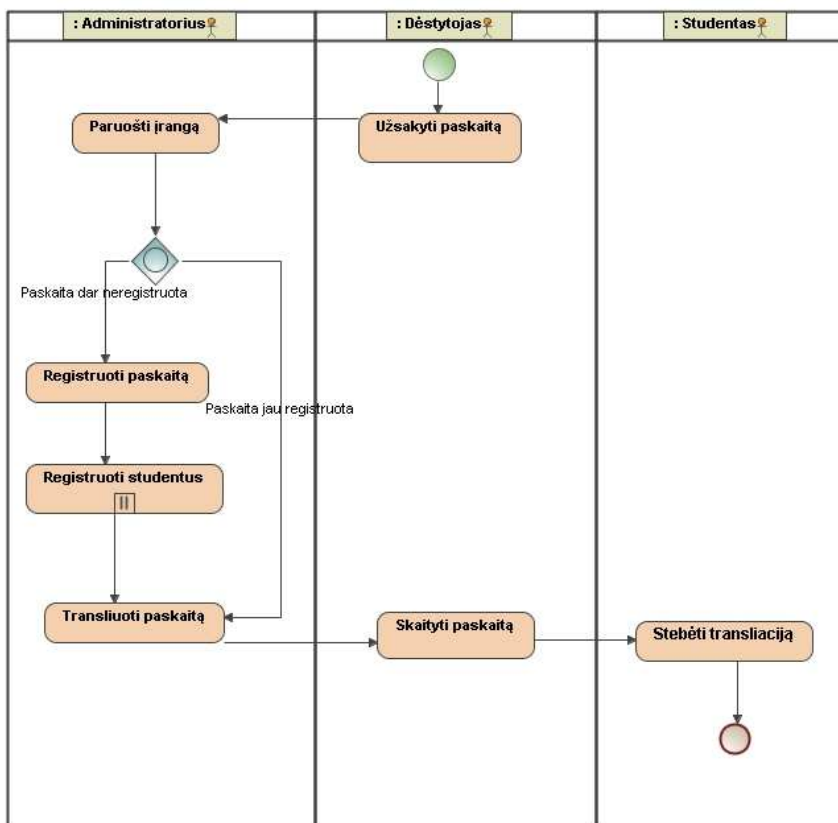 : Administratorius
: Dėstytojas
: Studentas
Paruošti įrangą
Užsakyti paskaitą
Paskaita dar neregistruota
Registruoti paskaitą
Paskaita jau registruota
Registruoti studentus
Transliuoti paskaitą
Skaityti paskaitą
Stebėti transliaciją